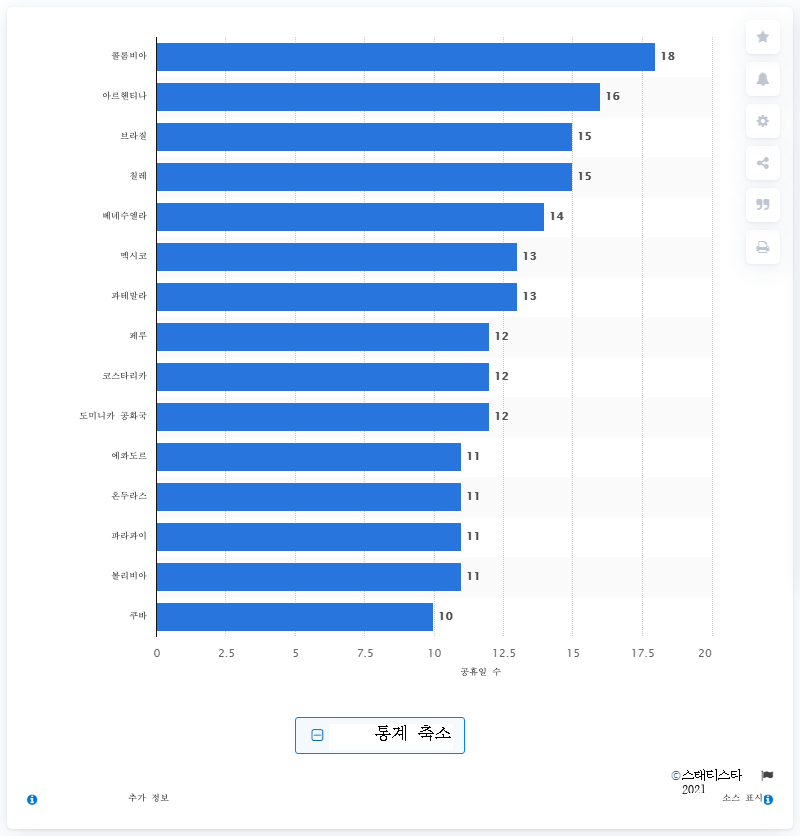 콜롬비아 18
아르헨티나 16
브라질 15
칠레 15
베네수엘라 14
멕시코 13
과테말라 13
페루 12
코스타리카 12
도미니카 공화국 12
에콰도르 11
온두라스 11
파라과이 11
볼리비아 11
쿠바 10
0 2.5 5 7.5 10 12.5 15 17.5 20
공휴일 수
통계 축소
©스태티스타
2021
추가 정보 소스 표시